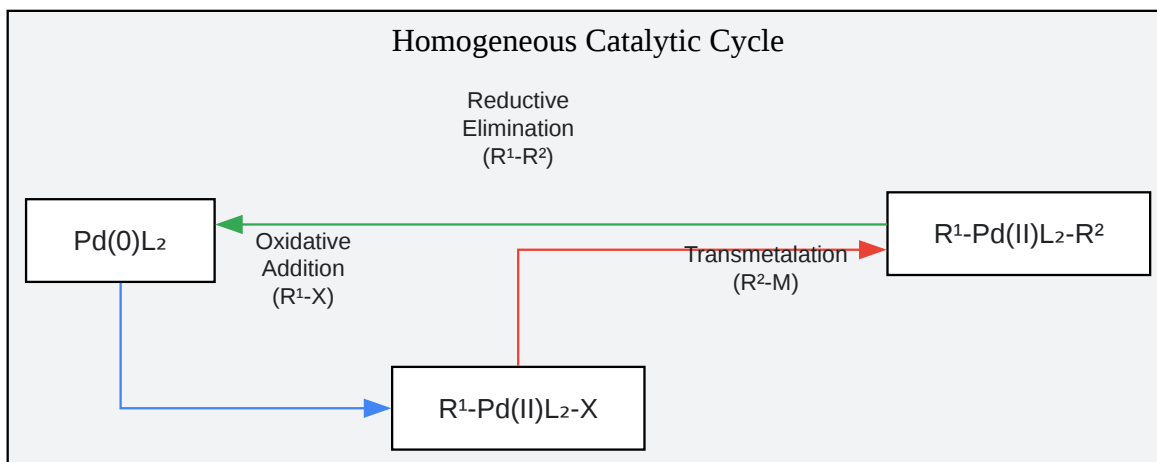 Homogeneous Catalytic Cycle
Reductive
Elimination
(R¹-R²)
Pd(0)L₂
R¹-Pd(II)L₂-R²
Oxidative
Addition
(R¹-X)
Transmetalation
(R²-M)
R¹-Pd(II)L₂-X